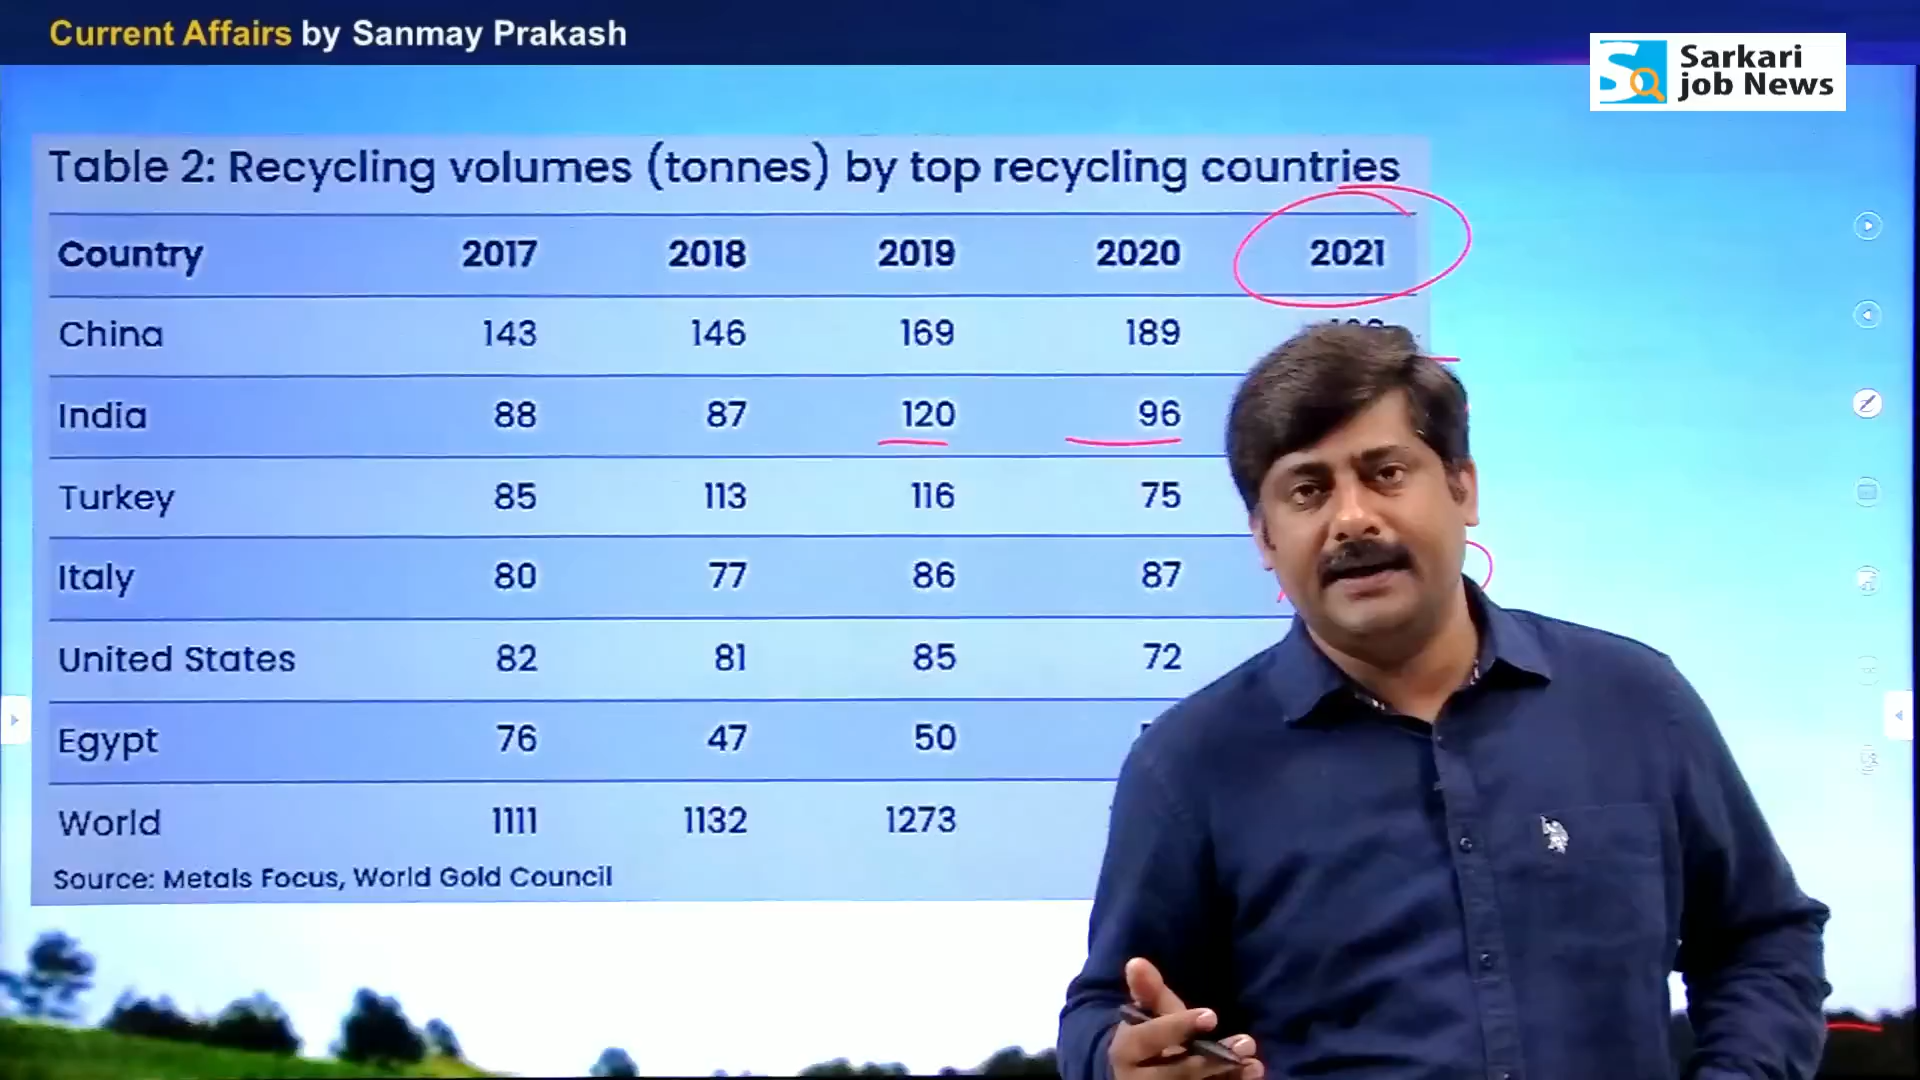 Current Affairs by Sanmay Prakash
Sarkari
job News
Table 2: Recycling volumes (tonnes) by top recycling countries
Country 2017 2018 2019 2020 2021
China 143 146 169 189
India 88 87 120 96
Turkey 85 113 116 75
Italy 80 77 86 87
United States 82 81 85 72
Egypt 76 47 50
World 1111 1132 1273
Source: Metals Focus, World Gold Council